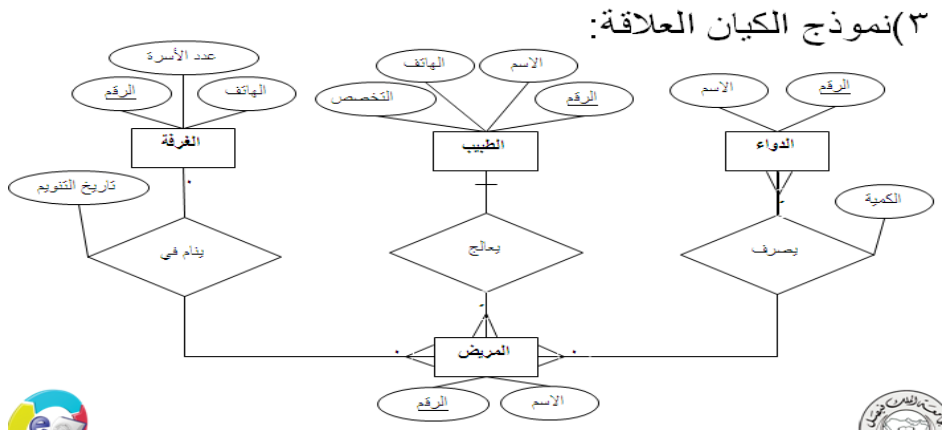 ٣)نموذج الكيان العلاقة:
عدد الأسرة
الرقم
الهاتف
الغرفة
تاريخ التنويم
ينام في
الهاتف
الاسم
التخصص
الرقم
الطبيب
يعالج
الاسم
الرقم
الدواء
الكمية
يصرف
المريض
الرقم
الاسم
e